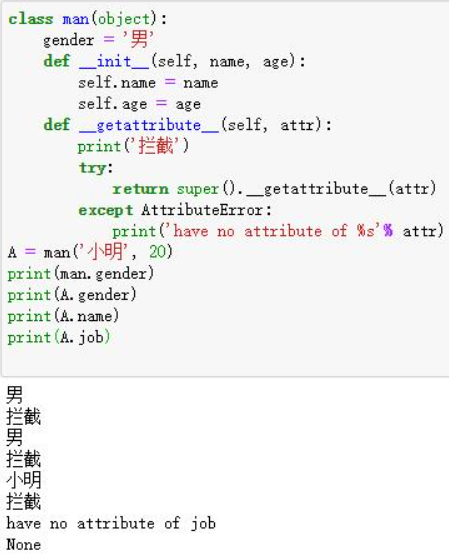 class man(object):
    gender = '男'
    def __init__(self, name, age):
        self.name = name
        self.age = age
    def __getattribute__(self, attr):
        print('拦截')
        try:
            return super().__getattribute__(attr)
        except AttributeError:
            print('have no attribute of %s'% attr)
A = man('小明', 20)
print(man.gender)
print(A.gender)
print(A.name)
print(A.job)
男
拦截
男
拦截
小明
拦截
have no attribute of job
None